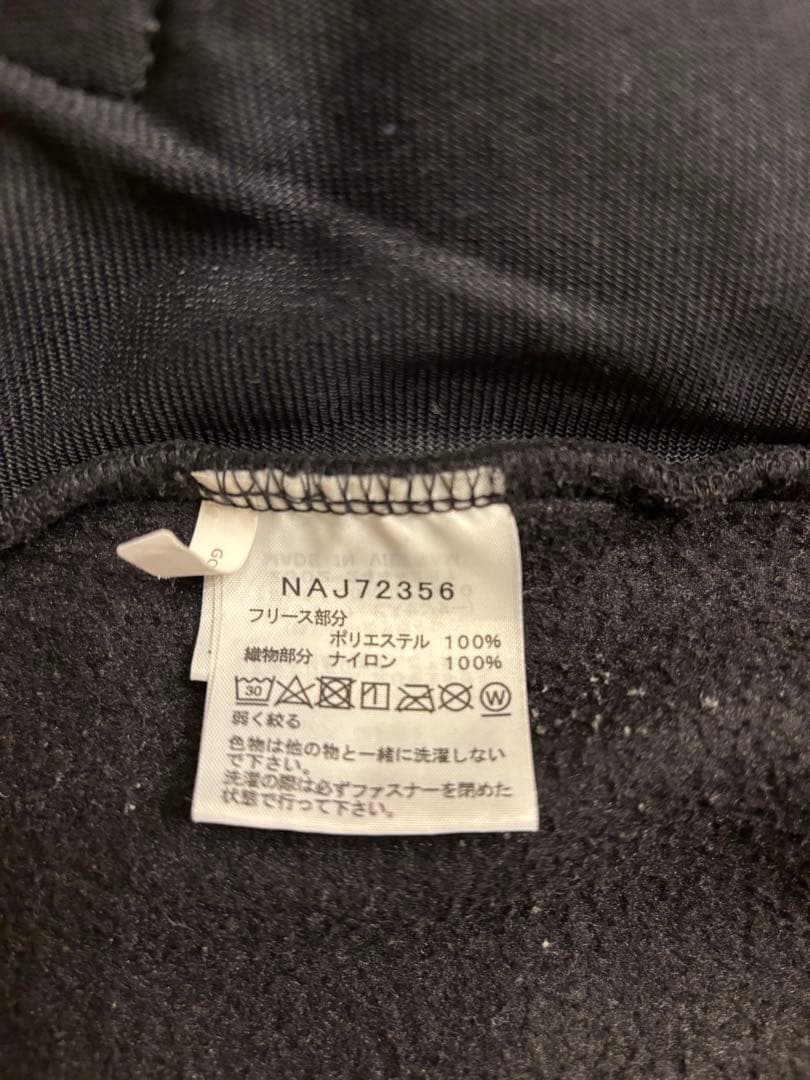 NAJ72356
フリース部分
ポリエステル 100%
織物部分 ナイロン 100%
30
W
弱く絞る
色物は他の物と一緒に洗濯しない
で下さい。
洗濯の際は必ずファスナーを閉めた
状態で行って下さい。